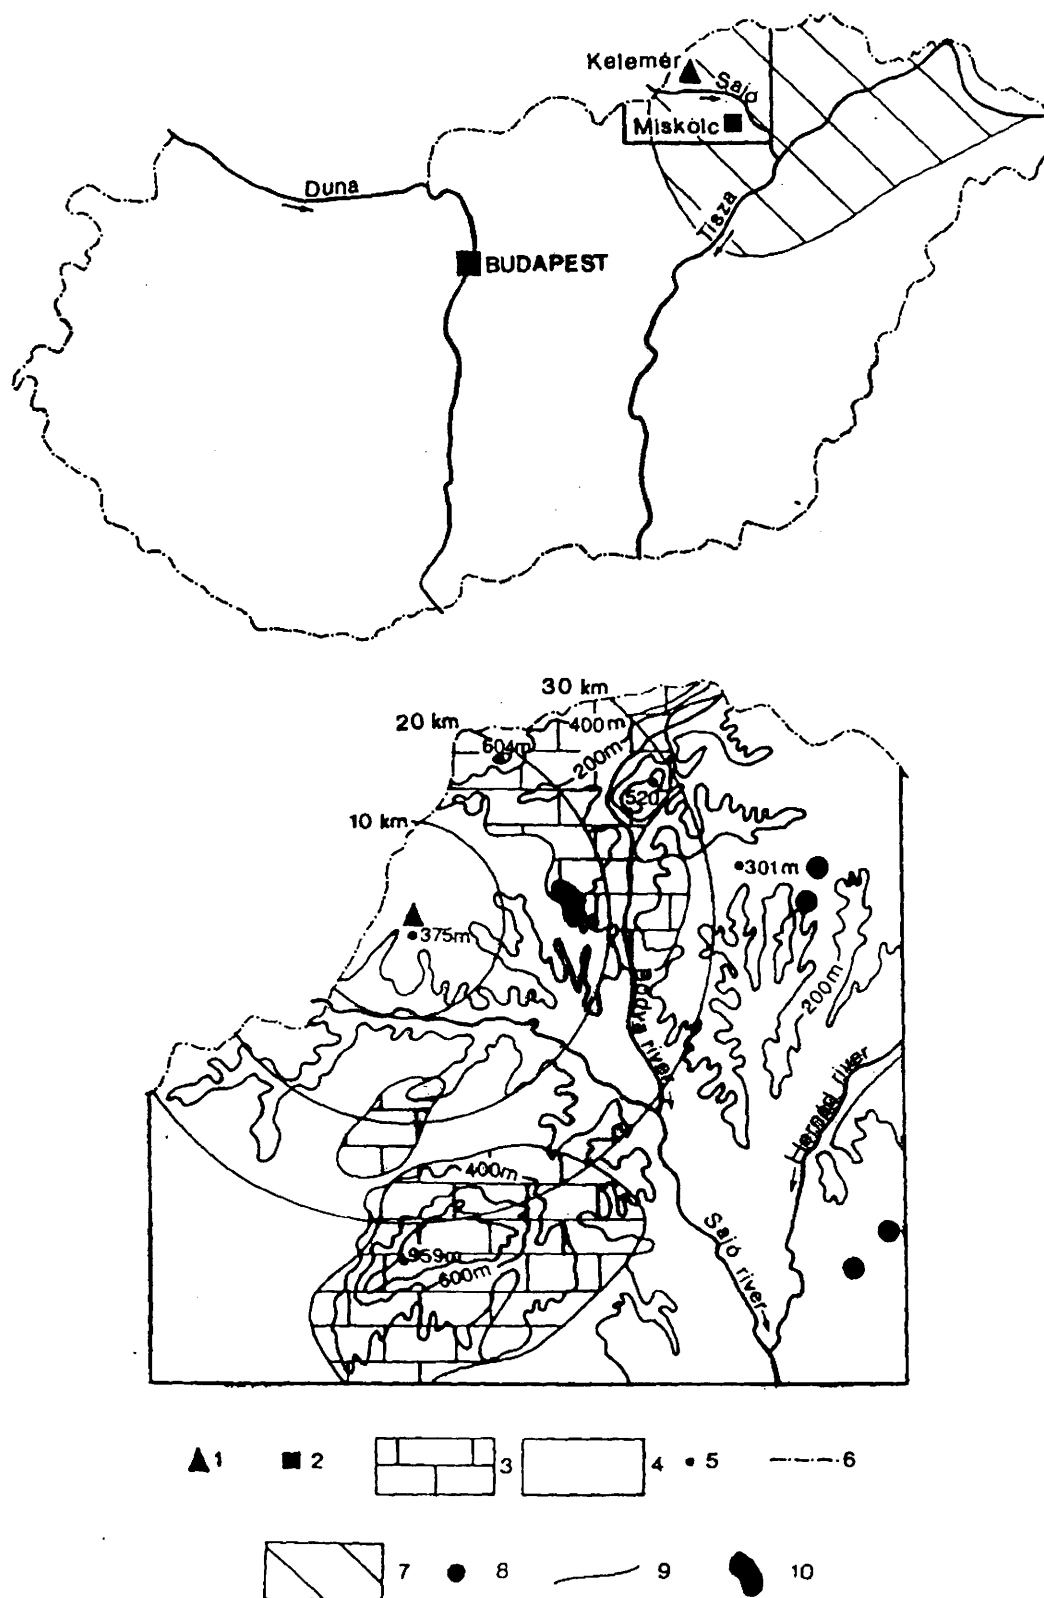 Kelemér
Sajó
Miskolc
Duna
Tisza
BUDAPEST
30 km
20 km
400m
604m
200m
520
10 km
301m
375m
200m
Bódva river
Hernád river
400m
959m
600m
Sajó river
1
2
3
4
5
6
7
8
9
10